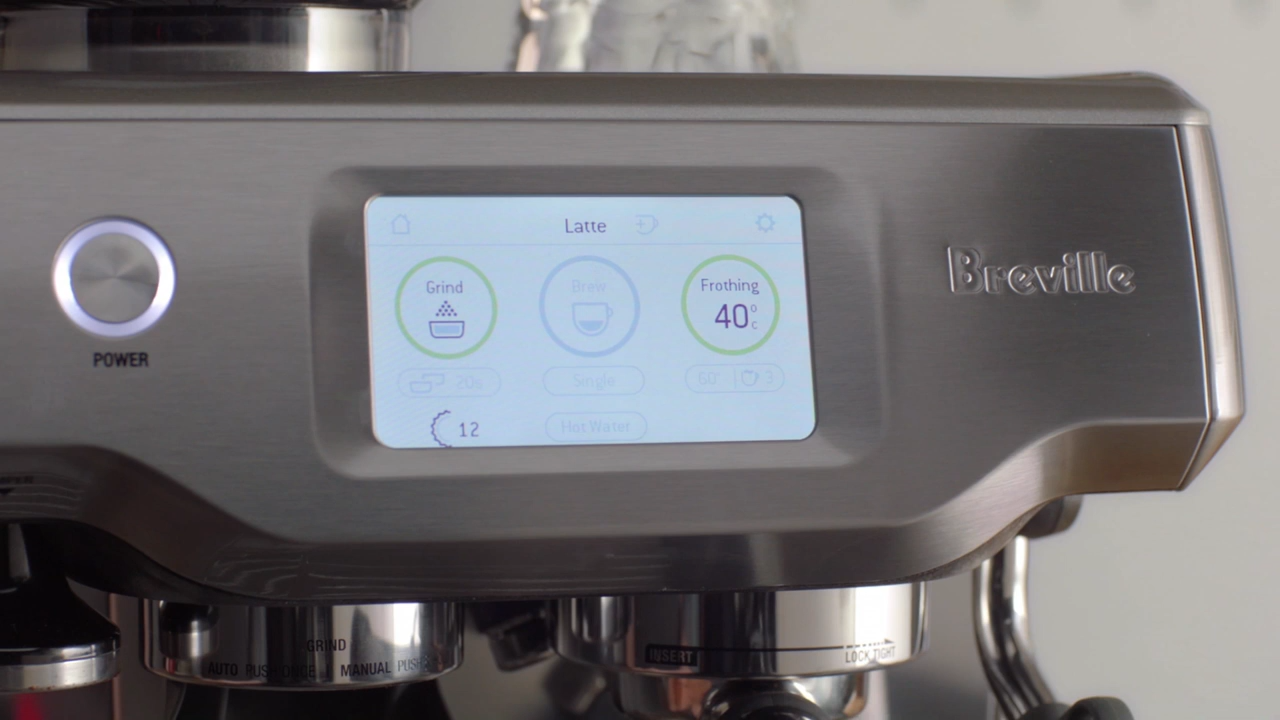 Latte
Breville
Grind
Brew
Frothing
40°c
POWER
20s
Single
60° | 3
12
Hot Water
GRIND
AUTO PUSH ONCE | MANUAL PUSH
INSERT
LOCK TIGHT